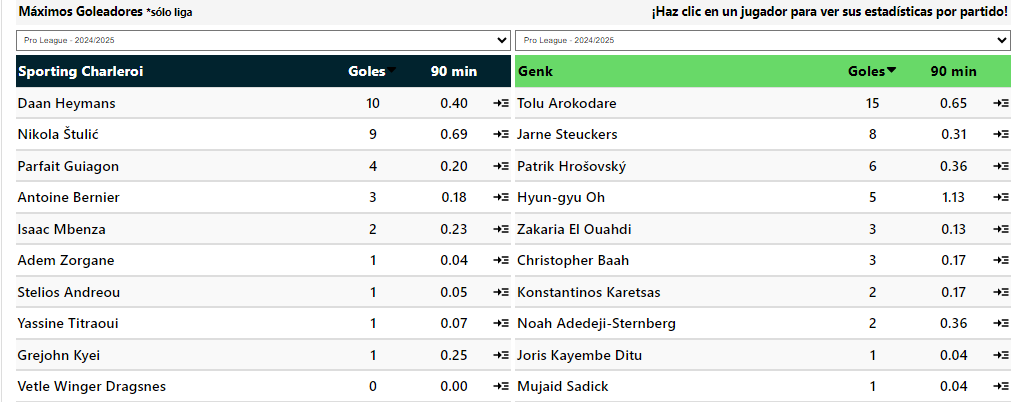 Máximos Goleadores *sólo liga ¡Haz clic en un jugador para ver sus estadísticas por partido!
Pro League - 2024/2025 Pro League - 2024/2025
Sporting Charleroi Goles 90 min Genk Goles 90 min
Daan Heymans 10 0.40 Tolu Arokodare 15 0.65
Nikola Štulić 9 0.69 Jarne Steuckers 8 0.31
Parfait Guiagon 4 0.20 Patrik Hrošovský 6 0.36
Antoine Bernier 3 0.18 Hyun-gyu Oh 5 1.13
Isaac Mbenza 2 0.23 Zakaria El Ouahdi 3 0.13
Adem Zorgane 1 0.04 Christopher Baah 3 0.17
Stelios Andreou 1 0.05 Konstantinos Karetsas 2 0.17
Yassine Titraoui 1 0.07 Noah Adedeji-Sternberg 2 0.36
Grejohn Kyei 1 0.25 Joris Kayembe Ditu 1 0.04
Vetle Winger Dragsnes 0 0.00 Mujaid Sadick 1 0.04